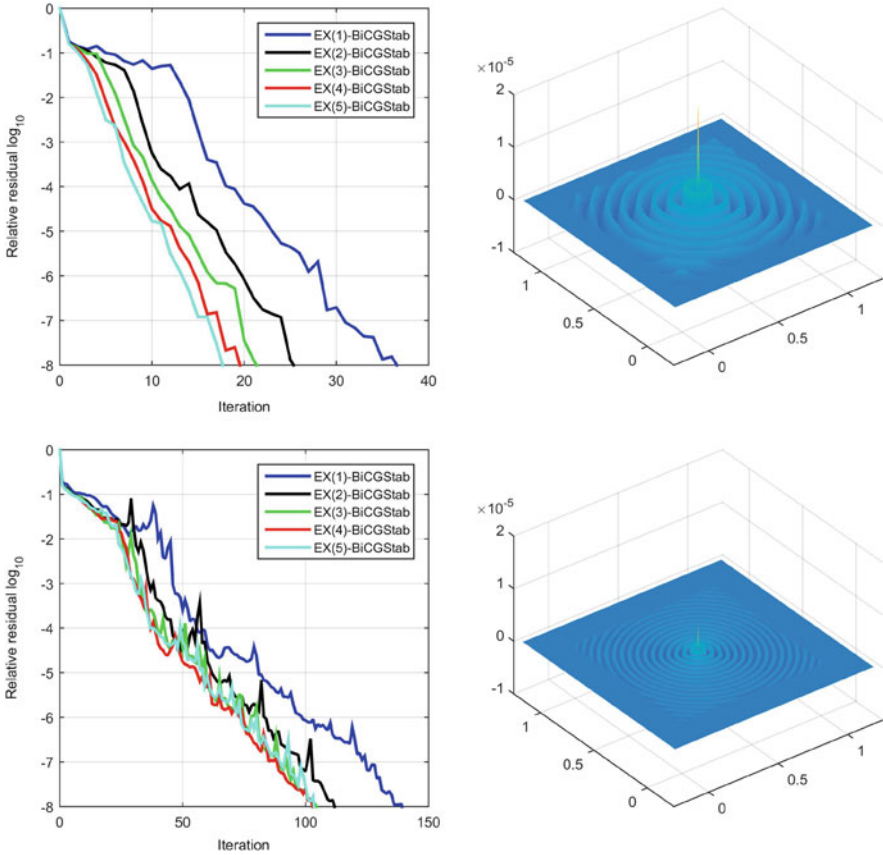 0
-1
-2
-3
-4
-5
-6
-7
-8
Relative residual log10
0 10 20 30 40
Iteration
EX(1)-BiCGStab
EX(2)-BiCGStab
EX(3)-BiCGStab
EX(4)-BiCGStab
EX(5)-BiCGStab
×10-5
2
1
0
-1
1
0.5
0
0
0.5
1
0
-1
-2
-3
-4
-5
-6
-7
-8
Relative residual log10
0 50 100 150
Iteration
EX(1)-BiCGStab
EX(2)-BiCGStab
EX(3)-BiCGStab
EX(4)-BiCGStab
EX(5)-BiCGStab
×10-5
2
1
0
-1
1
0.5
0
0
0.5
1